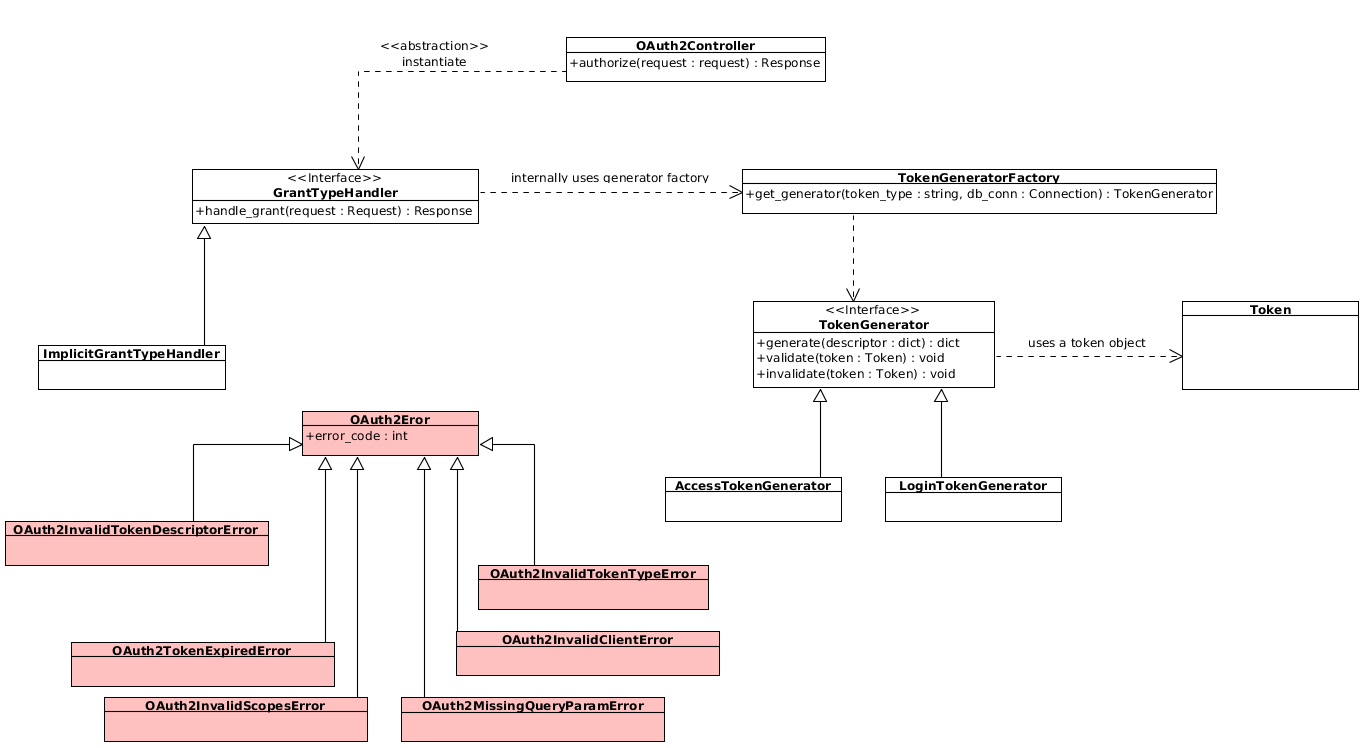 <<abstraction>>
instantiate
OAuth2Controller
+authorize(request : request) : Response
<<Interface>>
GrantTypeHandler
+handle_grant(request : Request) : Response
internally uses generator factory
TokenGeneratorFactory
+get_generator(token_type : string, db_conn : Connection) : TokenGenerator
<<Interface>>
TokenGenerator
+generate(descriptor : dict) : dict
+validate(token : Token) : void
+invalidate(token : Token) : void
uses a token object
Token
ImplicitGrantTypeHandler
OAuth2Eror
+error_code : int
AccessTokenGenerator
LoginTokenGenerator
OAuth2InvalidTokenDescriptorError
OAuth2InvalidTokenTypeError
OAuth2InvalidClientError
OAuth2TokenExpiredError
OAuth2InvalidScopesError
OAuth2MissingQueryParamError